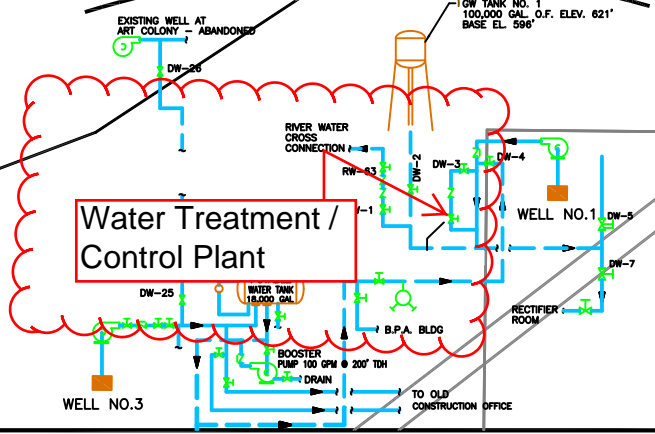 GW TANK NO. 1
100,000 GAL. O.F. ELEV. 621'
BASE EL. 596'
EXISTING WELL AT
ART COLONY – ABANDONED
DW-26
RIVER WATER
CROSS
CONNECTION
RW-63
DW-2
DW-3
DW-4
WELL NO.1
DW-5
DW-7
Water Treatment /
Control Plant
DW-25
WATER TANK
18,000 GAL
RECTIFIER
ROOM
B.P.A. BLDG
BOOSTER
PUMP 100 GPM @ 200' TDH
DRAIN
WELL NO.3
TO OLD
CONSTRUCTION OFFICE